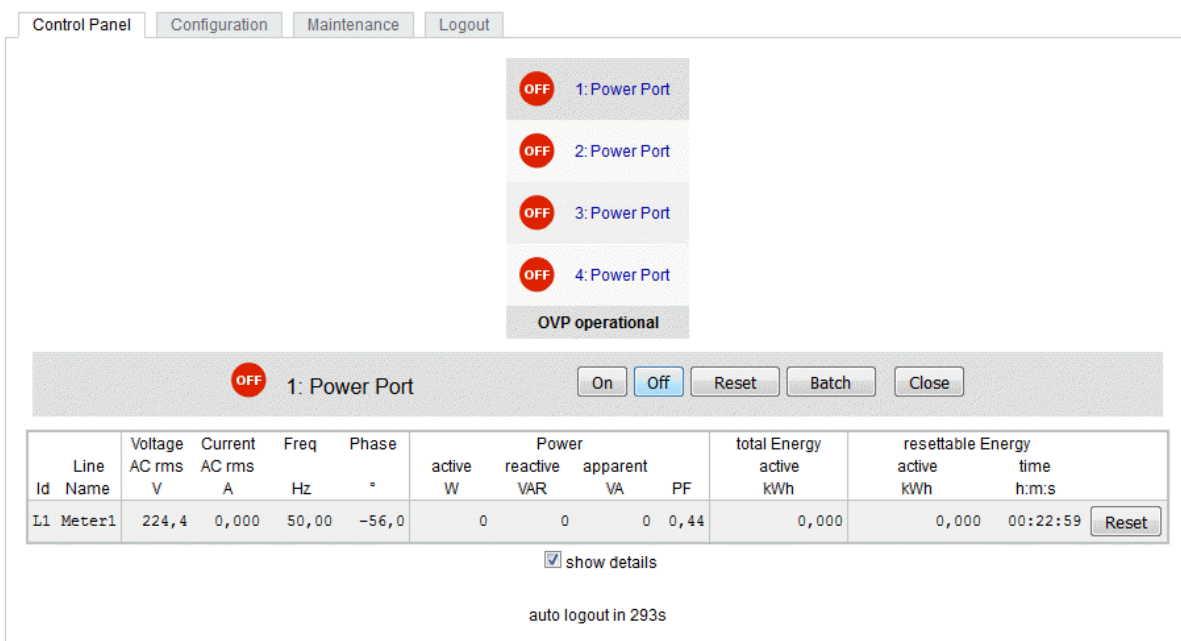 Control Panel Configuration Maintenance Logout
OFF 1: Power Port
OFF 2: Power Port
OFF 3: Power Port
OFF 4: Power Port
OVP operational
OFF 1: Power Port On Off Reset Batch Close
Voltage Current Freq Phase Power total Energy resettable Energy
Line AC rms AC rms active reactive apparent active active time
Id Name V A Hz ° W VAR VA PF kWh kWh h:m:s
L1 Meter1 224,4 0,000 50,00 -56,0 0 0 0 0,44 0,000 0,000 00:22:59 Reset
show details
auto logout in 293s